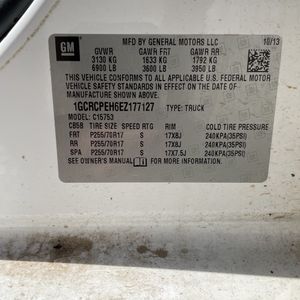 GM
MFD BY GENERAL MOTORS LLC 10/13
GVWR GAWR FRT GAWR RR
3130 KG 1633 KG 1792 KG
6900 LB 3600 LB 3950 LB
THIS VEHICLE CONFORMS TO ALL APPLICABLE U.S. FEDERAL MOTOR
VEHICLE SAFETY STANDARDS IN EFFECT ON THE DATE OF
MANUFACTURE SHOWN ABOVE.
1GCRCPEH6EZ177127 TYPE: TRUCK
MODEL: C15753
CB5B TIRE SIZE SPEED RTG RIM COLD TIRE PRESSURE
FRT P255/70R17 S 17X8J 240KPA(35PSI)
RR P255/70R17 S 17X8J 240KPA(35PSI)
SPA P255/70R17 S 17X7.5J 240KPA(35PSI)
SEE OWNER'S MANUAL FOR MORE INFORMATION